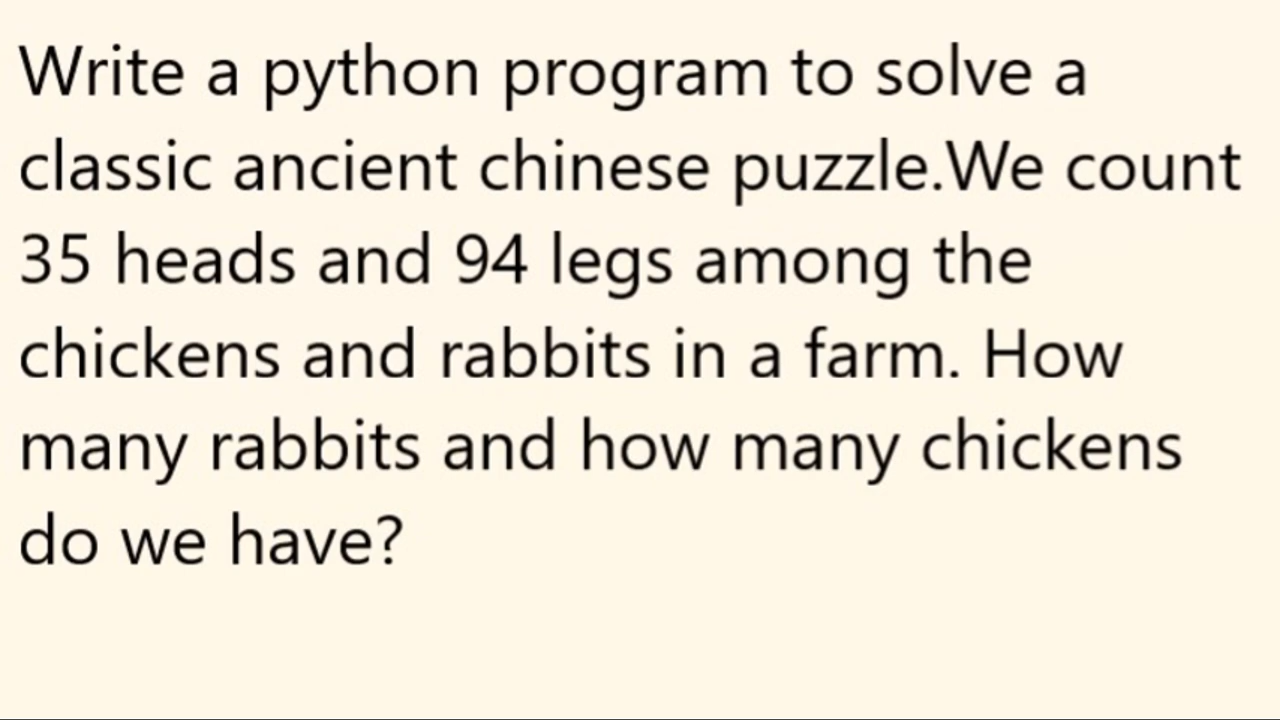 Write a python program to solve a
classic ancient chinese puzzle.We count
35 heads and 94 legs among the
chickens and rabbits in a farm. How
many rabbits and how many chickens
do we have?